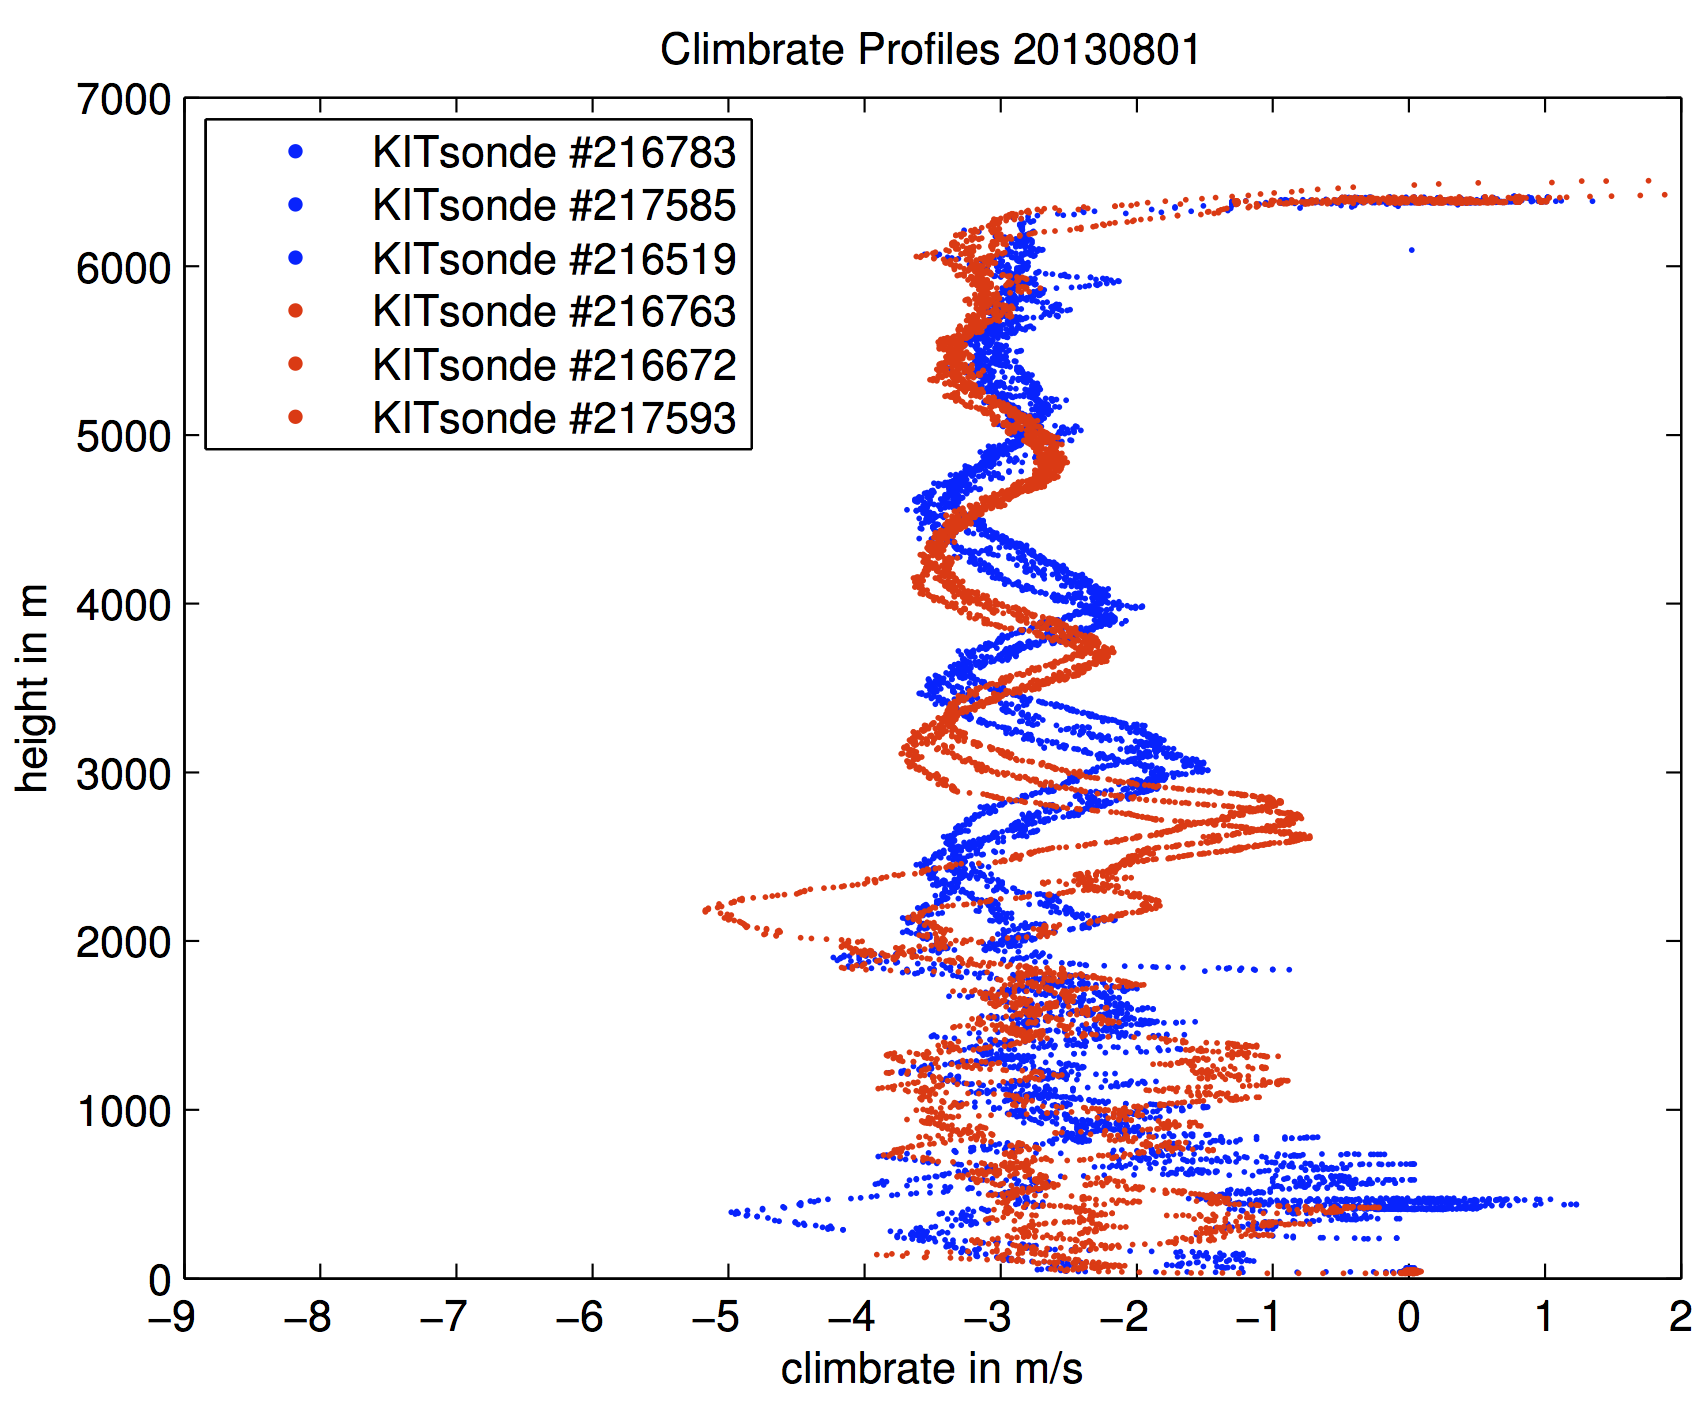 Climbrate Profiles 20130801
7000
6000
5000
4000
3000
2000
1000
0
height in m
KITsonde #216783
KITsonde #217585
KITsonde #216519
KITsonde #216763
KITsonde #216672
KITsonde #217593
−9 −8 −7 −6 −5 −4 −3 −2 −1 0 1 2
climbrate in m/s